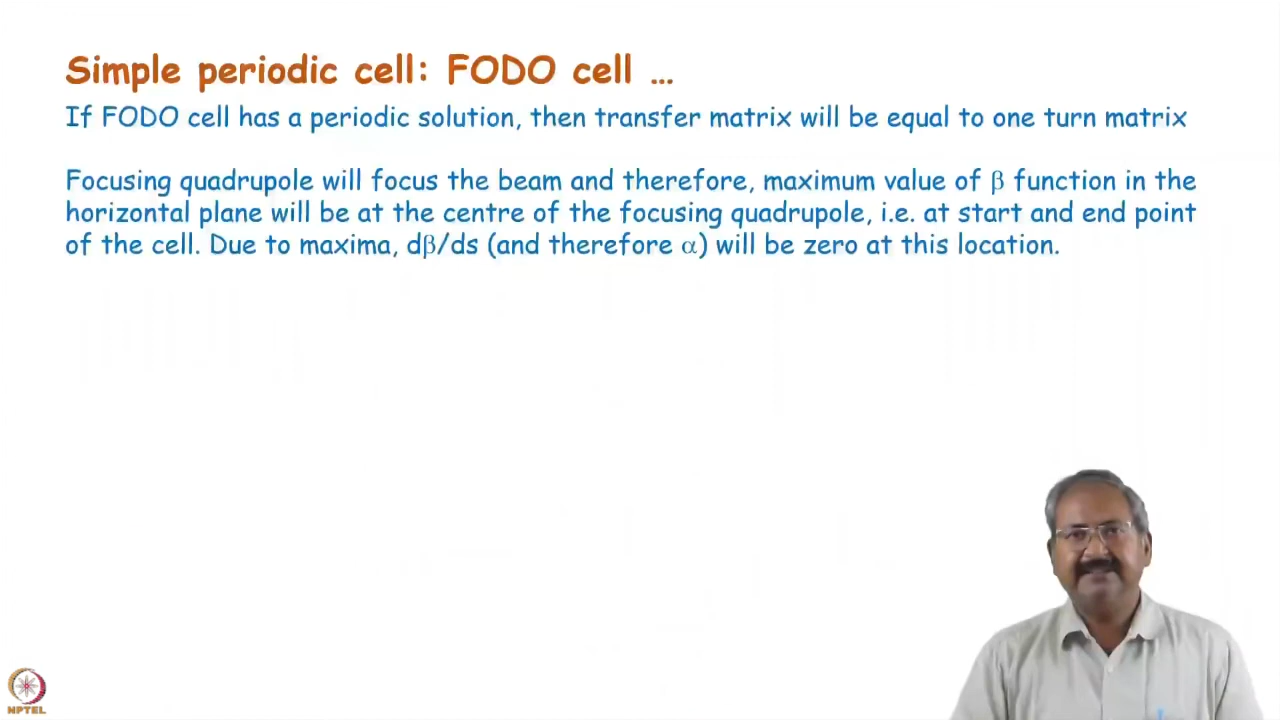 Simple periodic cell: FODO cell …
If FODO cell has a periodic solution, then transfer matrix will be equal to one turn matrix
Focusing quadrupole will focus the beam and therefore, maximum value of β function in the
horizontal plane will be at the centre of the focusing quadrupole, i.e. at start and end point
of the cell. Due to maxima, dβ/ds (and therefore α) will be zero at this location.
NPTEL